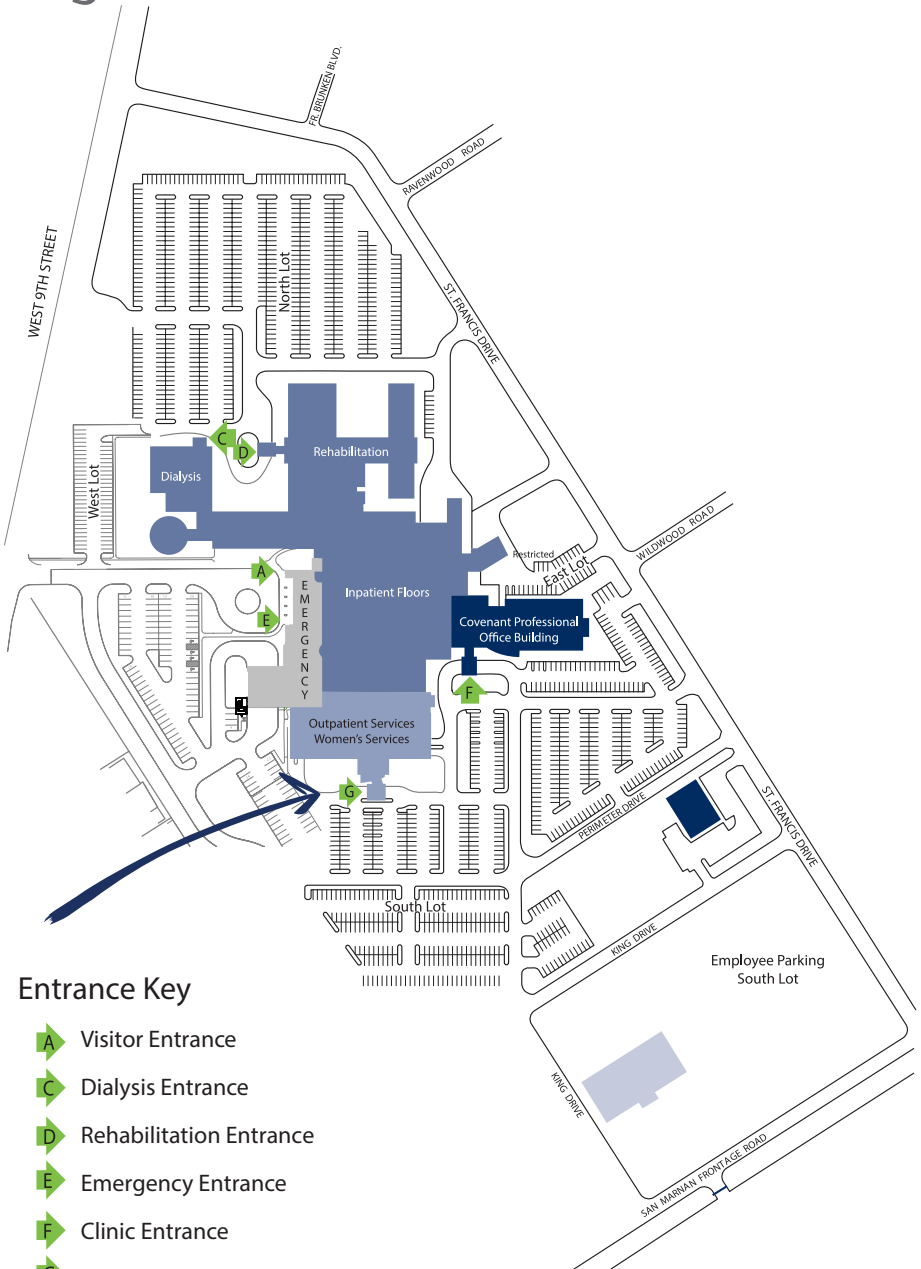 FR. BRUNKEN BLVD.
RAVENWOOD ROAD
WEST 9TH STREET
North Lot
ST. FRANCIS DRIVE
C
D
Rehabilitation
West Lot
Dialysis
WILDWOOD ROAD
Restricted
East Lot
A
EMERGENCY
Inpatient Floors
E
Covenant Professional
Office Building
F
Outpatient Services
Women's Services
G
PERIMETER DRIVE
ST. FRANCIS DRIVE
South Lot
KING DRIVE
Employee Parking
South Lot
KING DRIVE
SAN MARNAN FRONTAGE ROAD
Entrance Key
A Visitor Entrance
C Dialysis Entrance
D Rehabilitation Entrance
E Emergency Entrance
F Clinic Entrance